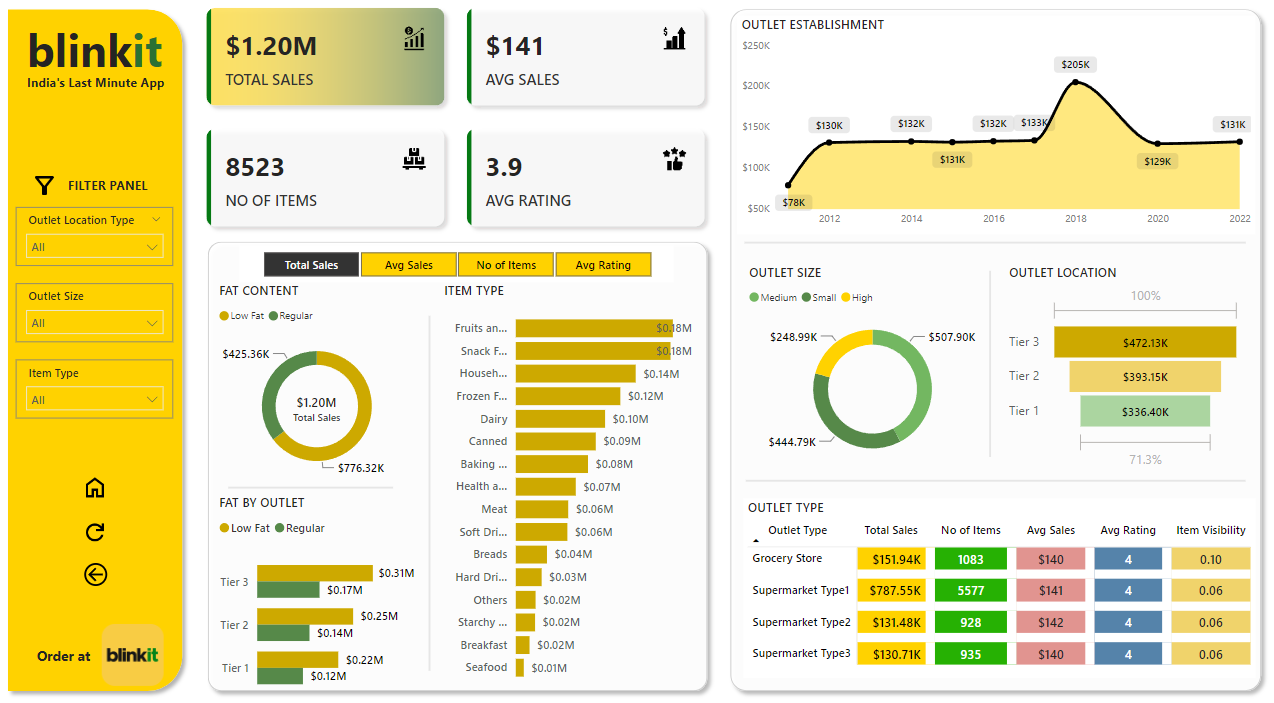 blinkit
India's Last Minute App
FILTER PANEL
Outlet Location Type
All
Outlet Size
All
Item Type
All
Order at blinkit
$1.20M
TOTAL SALES
$141
AVG SALES
8523
NO OF ITEMS
3.9
AVG RATING
Total Sales Avg Sales No of Items Avg Rating
FAT CONTENT
Low Fat Regular
$425.36K
$1.20M
Total Sales
$776.32K
FAT BY OUTLET
Low Fat Regular
Tier 3 $0.31M
$0.17M
Tier 2 $0.25M
$0.14M
Tier 1 $0.22M
$0.12M
ITEM TYPE
Fruits an... $0.18M
Snack F... $0.18M
Househ... $0.14M
Frozen F... $0.12M
Dairy $0.10M
Canned $0.09M
Baking ... $0.08M
Health a... $0.07M
Meat $0.06M
Soft Dri... $0.06M
Breads $0.04M
Hard Dri... $0.03M
Others $0.02M
Starchy ... $0.02M
Breakfast $0.02M
Seafood $0.01M
OUTLET ESTABLISHMENT
$250K
$200K
$150K
$100K
$50K
$78K $130K $132K $131K $132K $133K $205K $129K $131K
2012 2014 2016 2018 2020 2022
OUTLET SIZE
Medium Small High
$248.99K
$507.90K
$444.79K
OUTLET LOCATION
100%
Tier 3 $472.13K
Tier 2 $393.15K
Tier 1 $336.40K
71.3%
OUTLET TYPE
Outlet Type Total Sales No of Items Avg Sales Avg Rating Item Visibility
Grocery Store $151.94K 1083 $140 4 0.10
Supermarket Type1 $787.55K 5577 $141 4 0.06
Supermarket Type2 $131.48K 928 $142 4 0.06
Supermarket Type3 $130.71K 935 $140 4 0.06